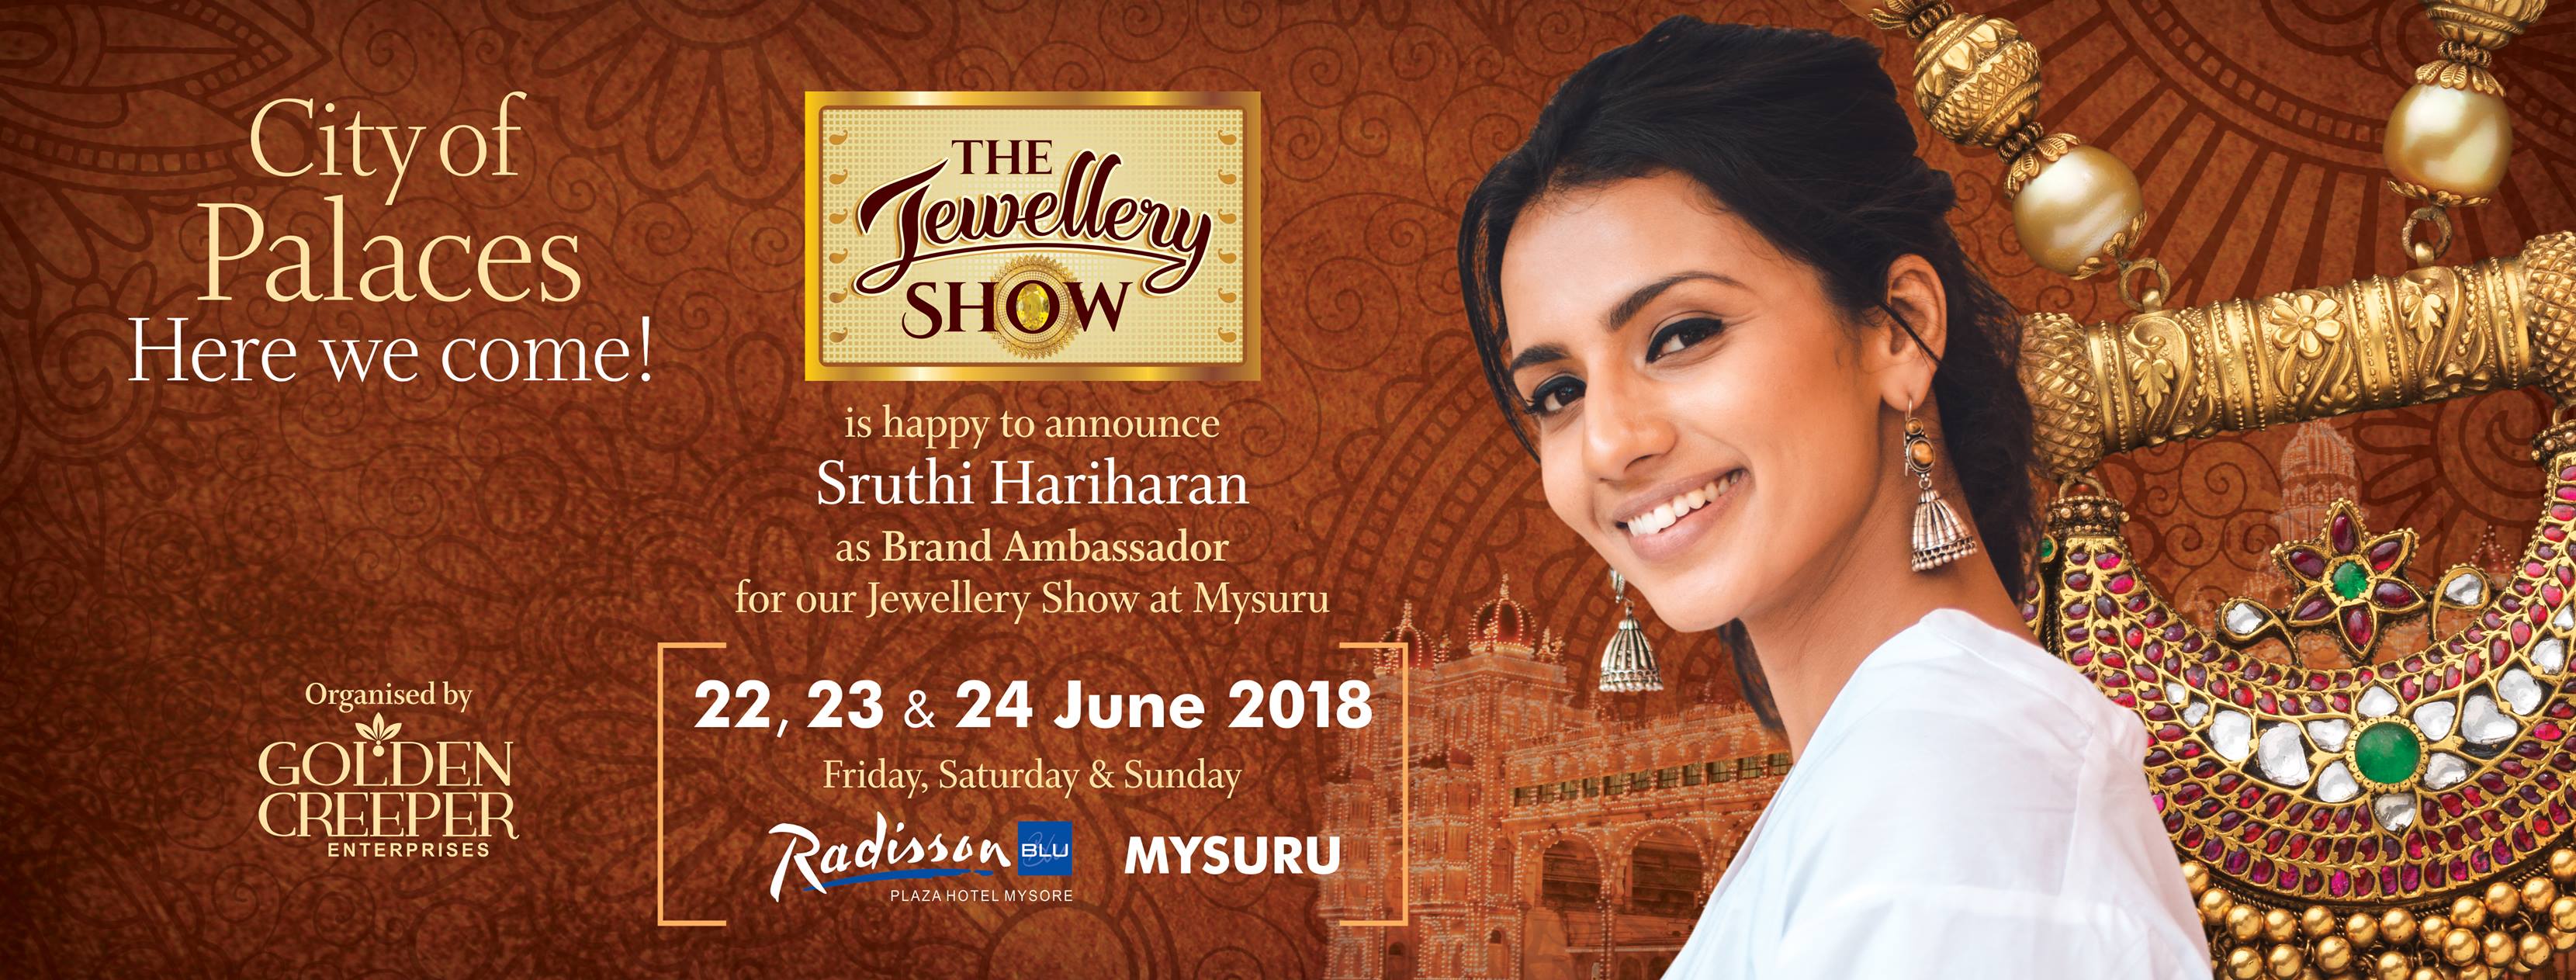 City of
Palaces
Here we come!
THE
Jewellery
SHOW
is happy to announce
Sruthi Hariharan
as Brand Ambassador
for our Jewellery Show at Mysuru
22, 23 & 24 June 2018
Friday, Saturday & Sunday
Radisson BLU
PLAZA HOTEL MYSORE
MYSURU
Organised by
GOLDEN
CREEPER
ENTERPRISES